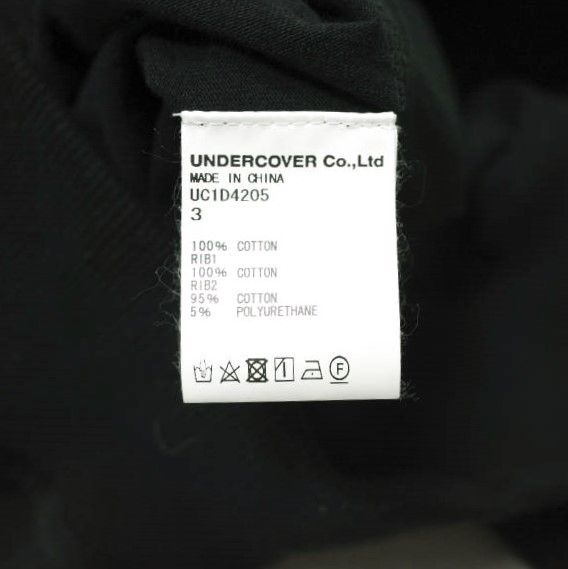 UNDERCOVER Co.,Ltd
MADE IN CHINA
UC1D4205
3
100% COTTON
RIB1
100% COTTON
RIB2
95% COTTON
5% POLYURETHANE
F